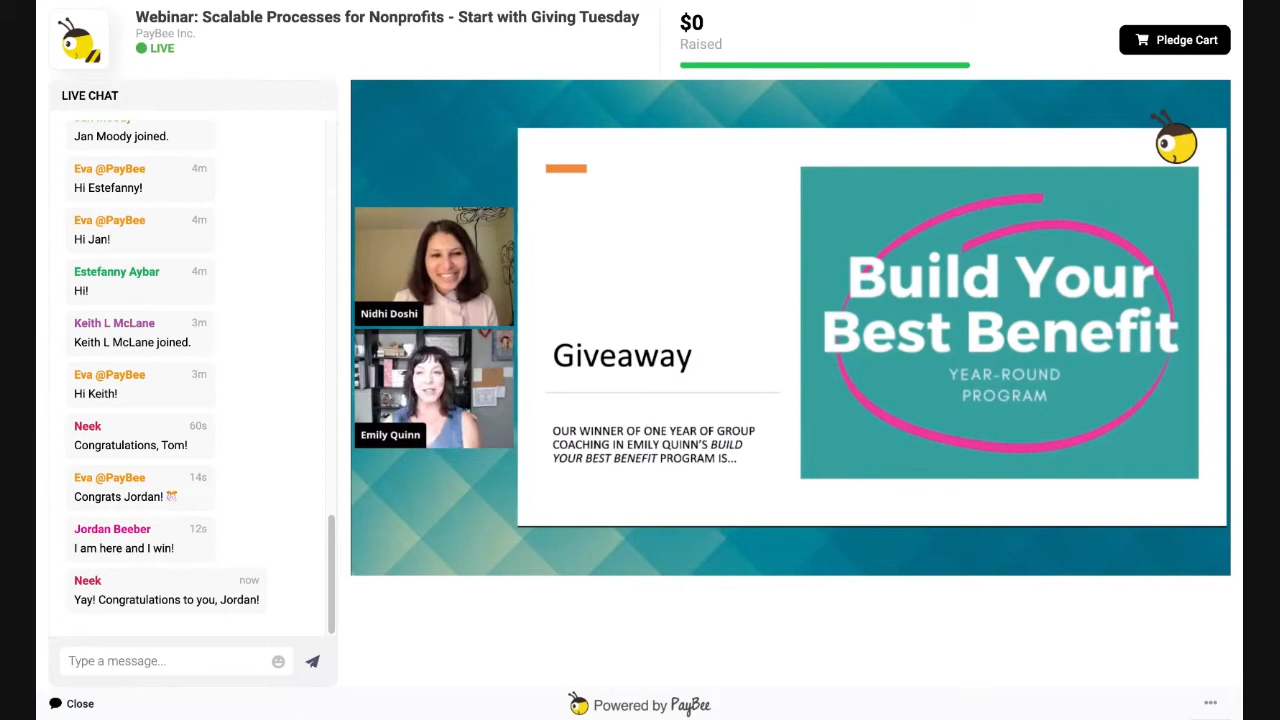 Webinar: Scalable Processes for Nonprofits - Start with Giving Tuesday
PayBee Inc.
LIVE
$0
Raised
Pledge Cart
LIVE CHAT
Jan Moody joined.
Eva @PayBee 4m
Hi Estefanny!
Eva @PayBee 4m
Hi Jan!
Estefanny Aybar 4m
Hi!
Keith L McLane 3m
Keith L McLane joined.
Eva @PayBee 3m
Hi Keith!
Neek 60s
Congratulations, Tom!
Eva @PayBee 14s
Congrats Jordan! 🎊
Jordan Beeber 12s
I am here and I win!
Neek now
Yay! Congratulations to you, Jordan!
Type a message...
Close
Nidhi Doshi
Emily Quinn
Giveaway
OUR WINNER OF ONE YEAR OF GROUP
COACHING IN EMILY QUINN'S BUILD
YOUR BEST BENEFIT PROGRAM IS...
Build Your
Best Benefit
YEAR-ROUND
PROGRAM
Powered by PayBee